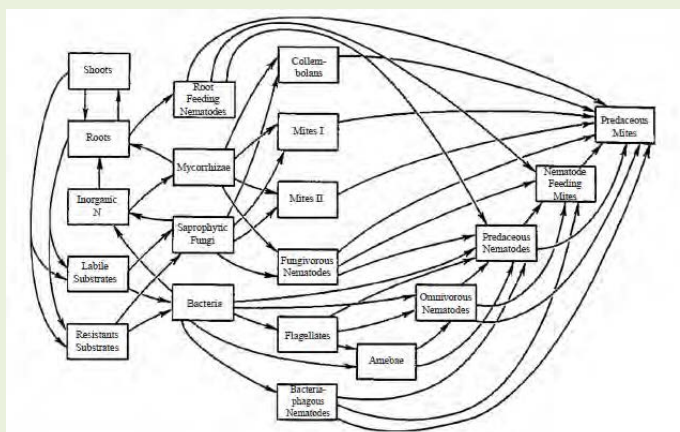 Shoots
Roots
Inorganic
N
Labile
Substrates
Resistants
Substrates
Root
Feeding
Nematodes
Mycorrhizae
Saprophytic
Fungi
Bacteria
Collem-
bolans
Mites I
Mites II
Fungivorous
Nematodes
Flagellates
Bacteria-
phagous
Nematodes
Amebae
Omnivorous
Nematodes
Predaceous
Nematodes
Nematode
Feeding
Mites
Predaceous
Mites